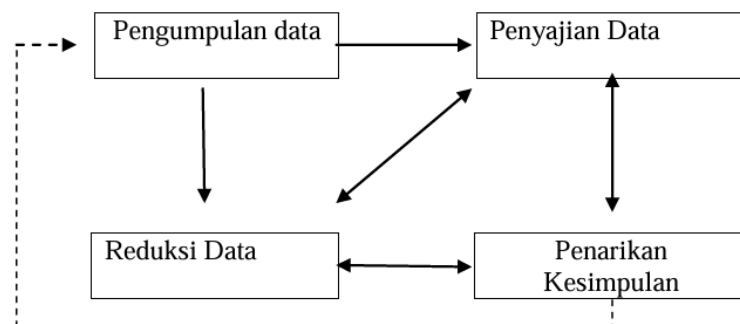 Pengumpulan data
Penyajian Data
Reduksi Data
Penarikan
Kesimpulan